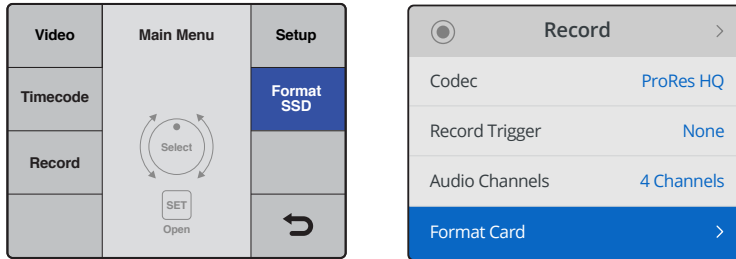 Video
Main Menu
Setup
Timecode
Format
SSD
Record
Select
SET
Open
Record
Codec
ProRes HQ
Record Trigger
None
Audio Channels
4 Channels
Format Card